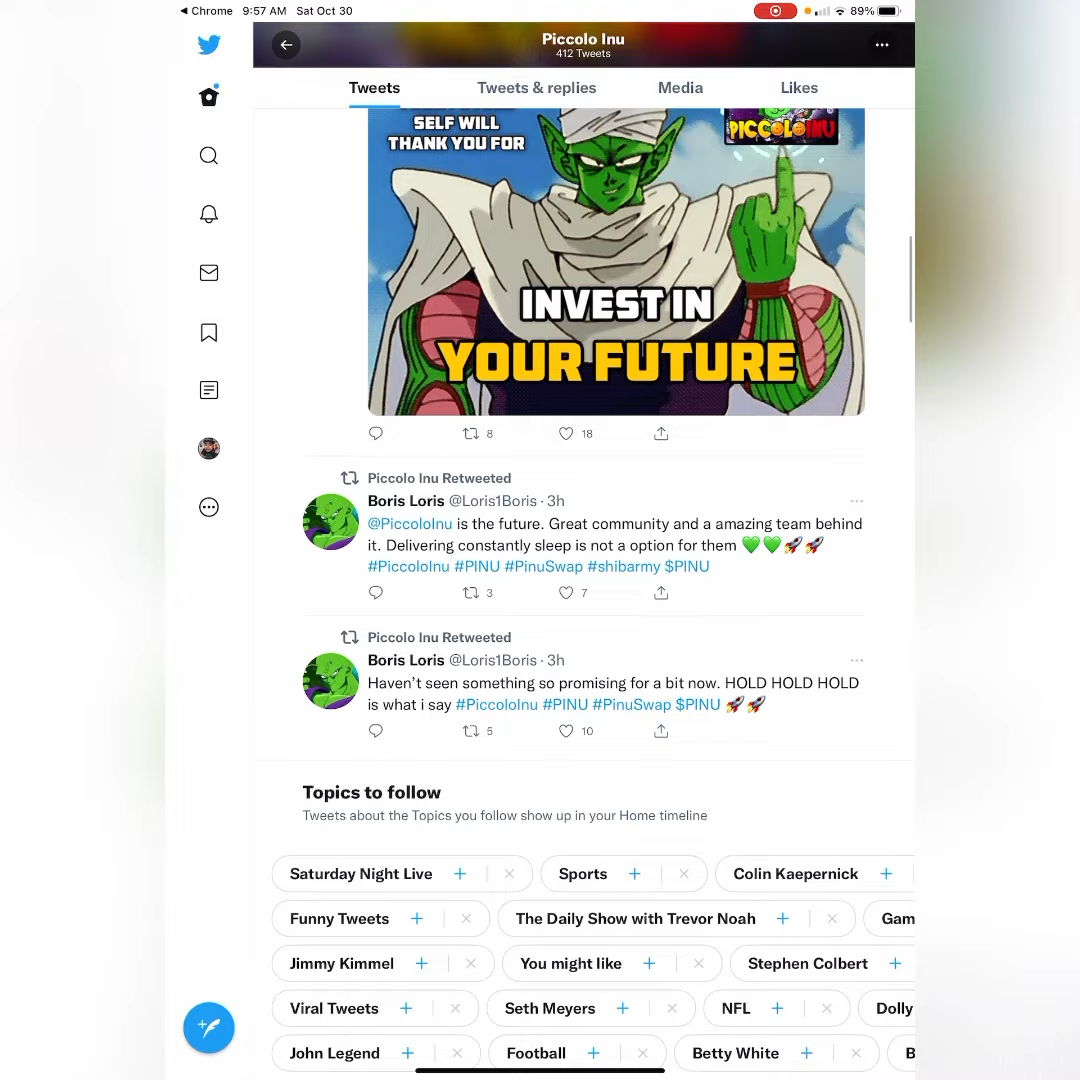 Chrome 9:57 AM Sat Oct 30 89%
Piccolo Inu
412 Tweets
Tweets Tweets & replies Media Likes
SELF WILL
THANK YOU FOR
PICCOLO INU
INVEST IN
YOUR FUTURE
8 18
Piccolo Inu Retweeted
Boris Loris @Loris1Boris · 3h
@PiccoloInu is the future. Great community and a amazing team behind
it. Delivering constantly sleep is not a option for them 💚💚🚀🚀
#PiccoloInu #PINU #PinuSwap #shibarmy $PINU
3 7
Piccolo Inu Retweeted
Boris Loris @Loris1Boris · 3h
Haven't seen something so promising for a bit now. HOLD HOLD HOLD
is what i say #PiccoloInu #PINU #PinuSwap $PINU 🚀🚀
5 10
Topics to follow
Tweets about the Topics you follow show up in your Home timeline
Saturday Night Live Sports Colin Kaepernick
Funny Tweets The Daily Show with Trevor Noah Gam
Jimmy Kimmel You might like Stephen Colbert
Viral Tweets Seth Meyers NFL Dolly
John Legend Football Betty White B